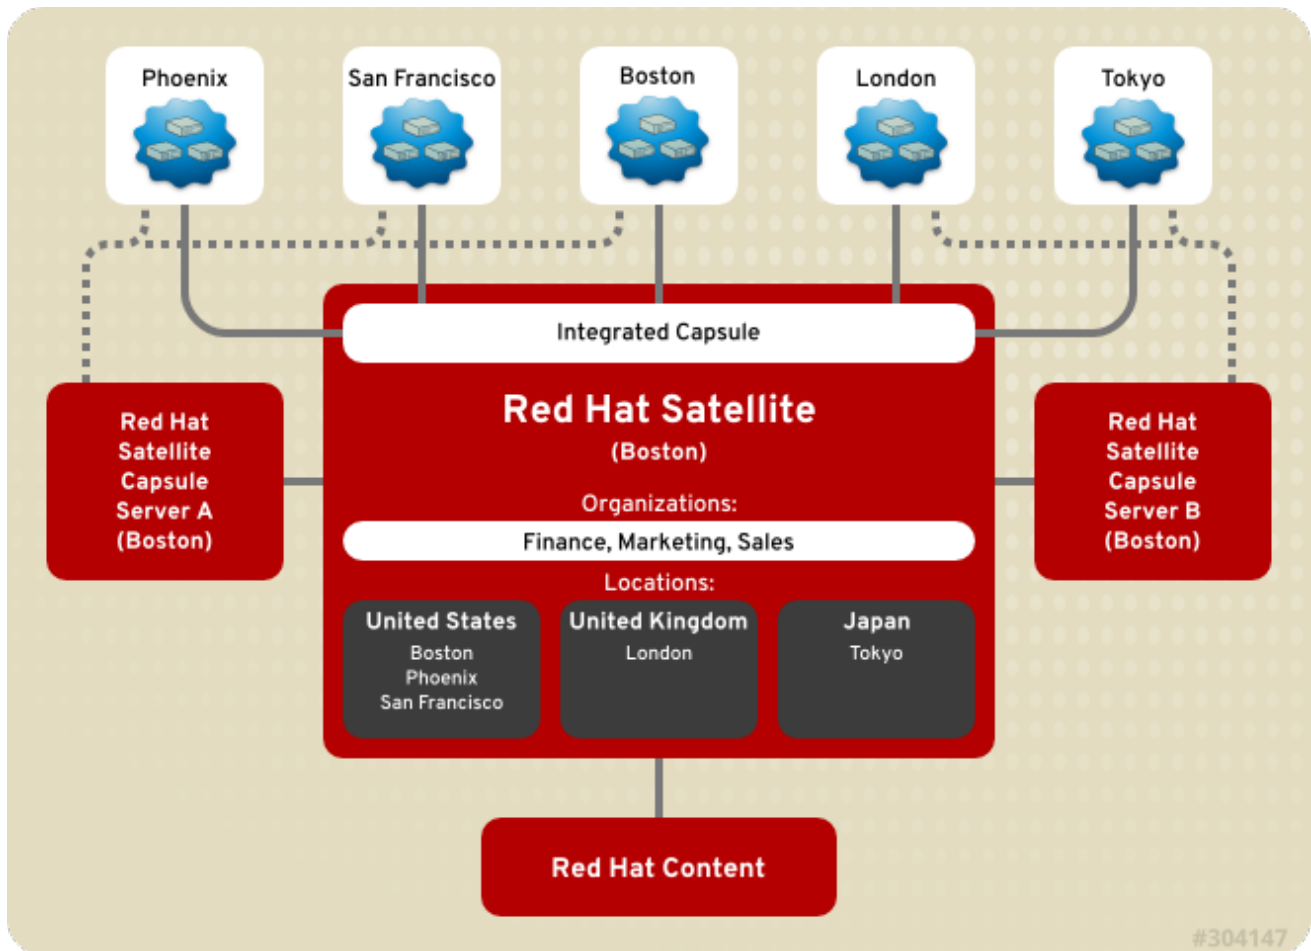 Phoenix
San Francisco
Boston
London
Tokyo
Integrated Capsule
Red Hat Satellite
(Boston)
Red Hat
Satellite
Capsule
Server A
(Boston)
Red Hat
Satellite
Capsule
Server B
(Boston)
Organizations:
Finance, Marketing, Sales
Locations:
United States
Boston
Phoenix
San Francisco
United Kingdom
London
Japan
Tokyo
Red Hat Content
#304147